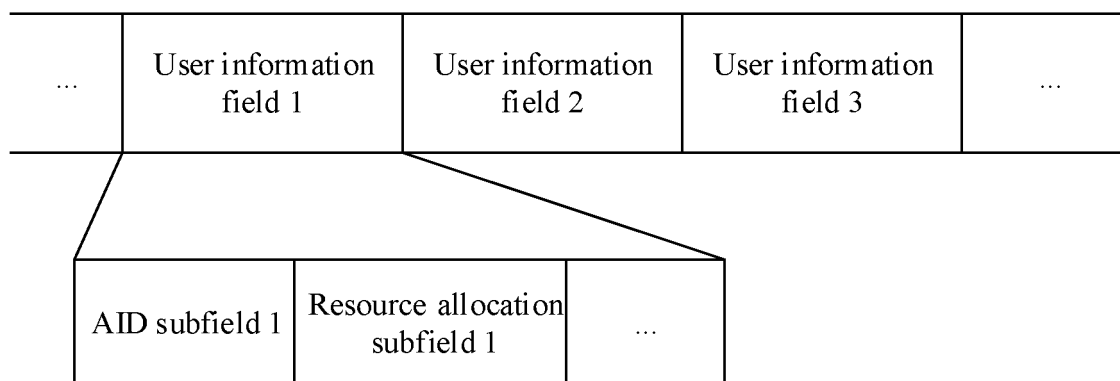 ...
User information
field 1
User information
field 2
User information
field 3
...
AID subfield 1
Resource allocation
subfield 1
...